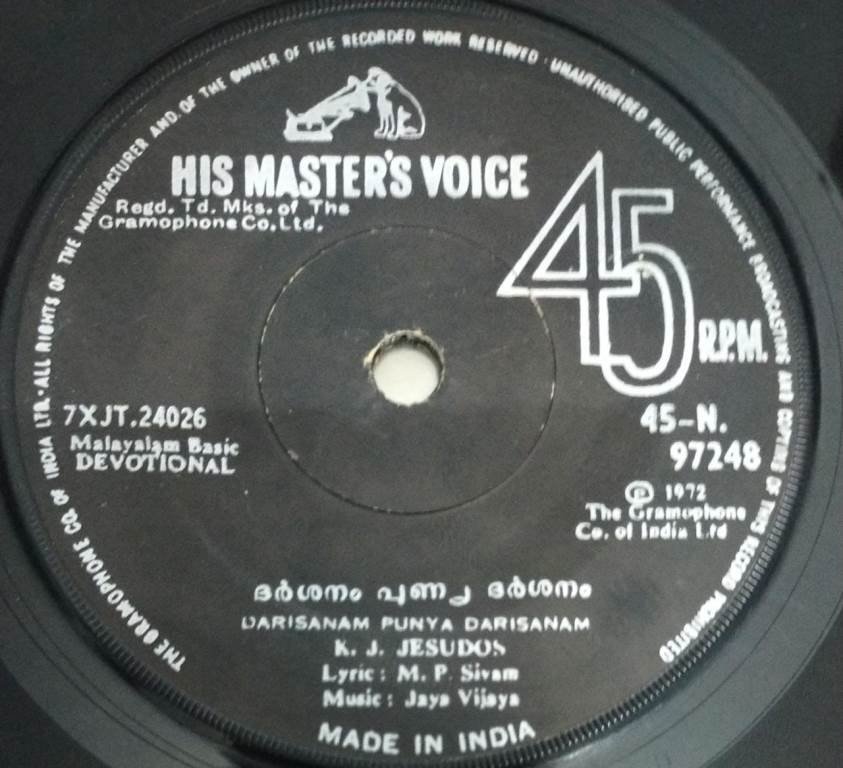 THE GRAMOPHONE CO. OF INDIA LTD. · ALL RIGHTS OF THE MANUFACTURER AND OF THE OWNER OF THE RECORDED WORK RESERVED · UNAUTHORISED PUBLIC PERFORMANCE BROADCASTING AND COPYING OF THIS RECORD PROHIBITED
HIS MASTER'S VOICE
Regd. Td. Mks. of The
Gramophone Co. Ltd.
45
R.P.M.
7XJT.24026
Malayalam Basic
DEVOTIONAL
45-N.
97248
℗ 1972
The Gramophone
Co. of India Ltd
ദർശനം പുണ്യ ദർശനം
DARISANAM PUNYA DARISANAM
K. J. JESUDOS
Lyric : M. P. Sivam
Music : Jaya Vijaya
MADE IN INDIA